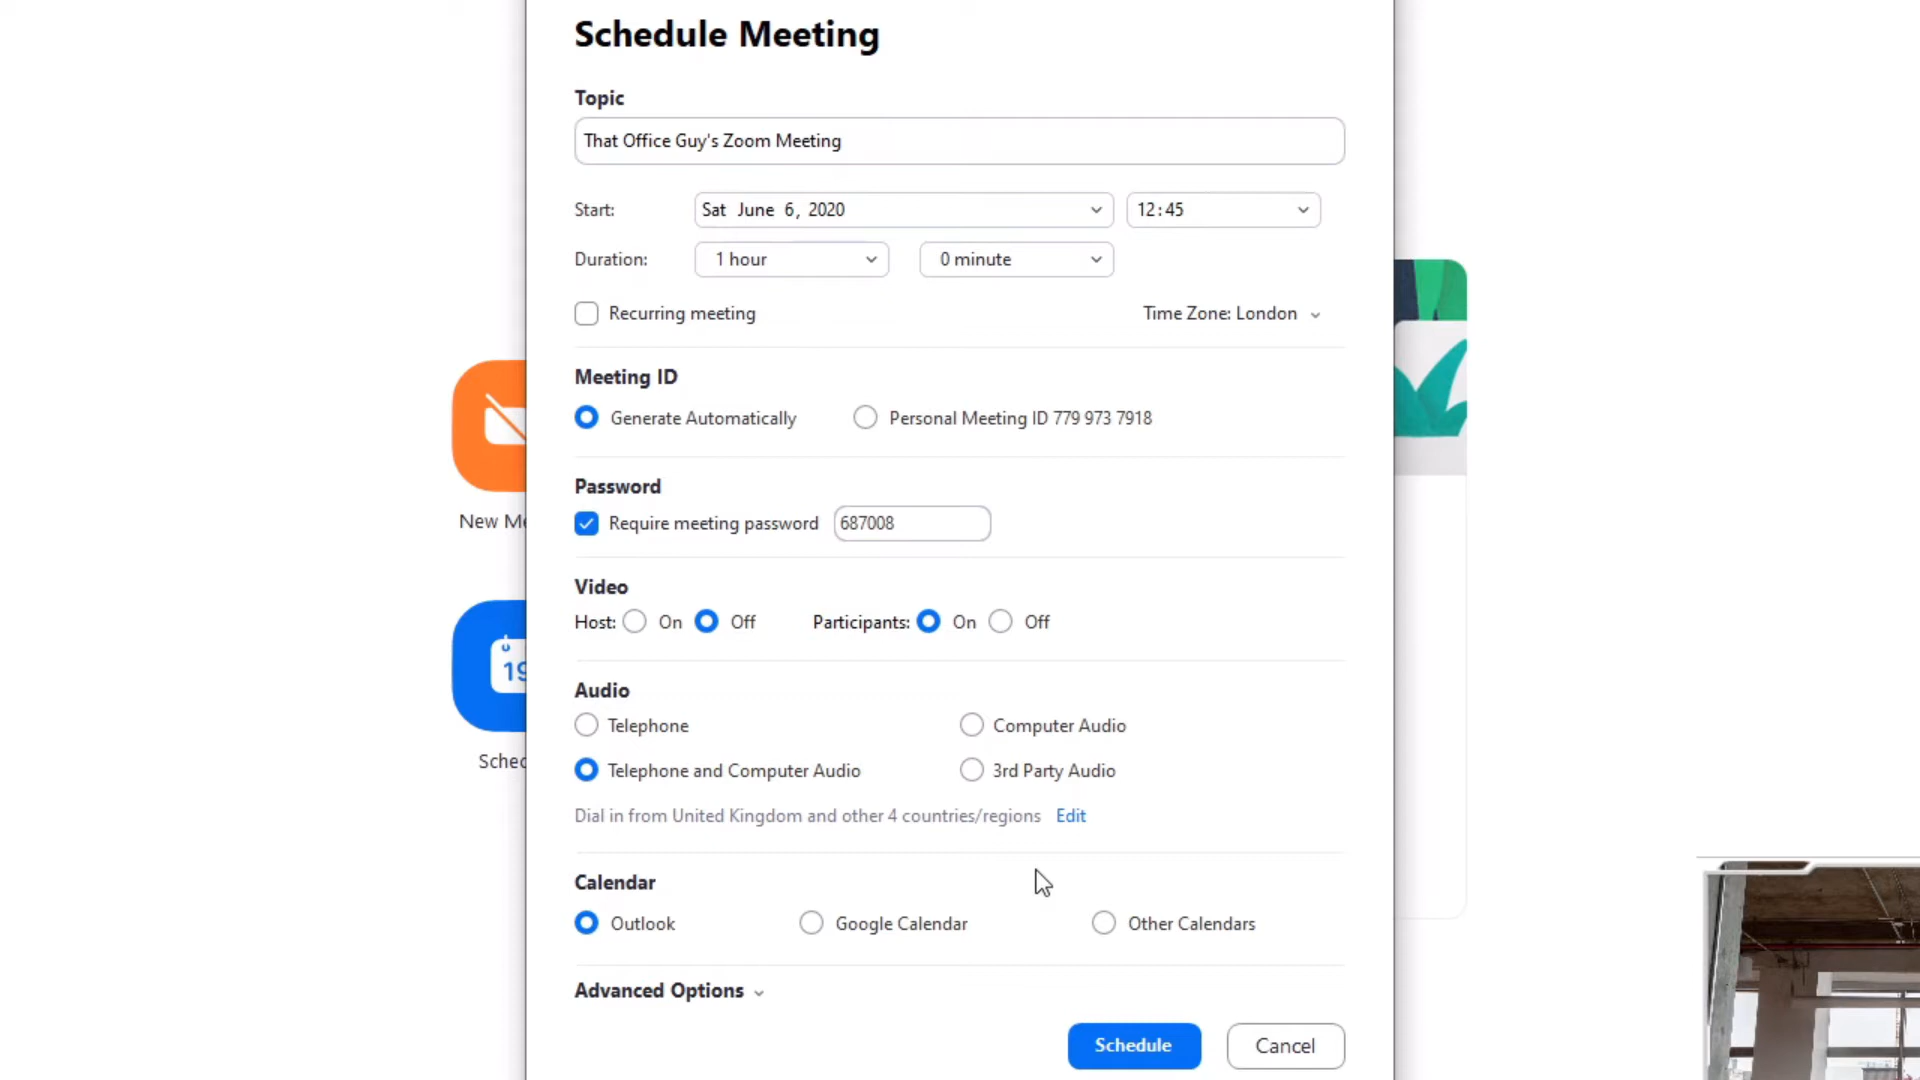 Schedule Meeting
Topic
That Office Guy's Zoom Meeting
Start: Sat June 6, 2020 12:45
Duration: 1 hour 0 minute
Recurring meeting Time Zone: London
Meeting ID
Generate Automatically Personal Meeting ID 779 973 7918
New Me
Password
Require meeting password 687008
Video
Host: On Off Participants: On Off
19
Audio
Telephone Computer Audio
Sched
Telephone and Computer Audio 3rd Party Audio
Dial in from United Kingdom and other 4 countries/regions Edit
Calendar
Outlook Google Calendar Other Calendars
Advanced Options
Schedule Cancel